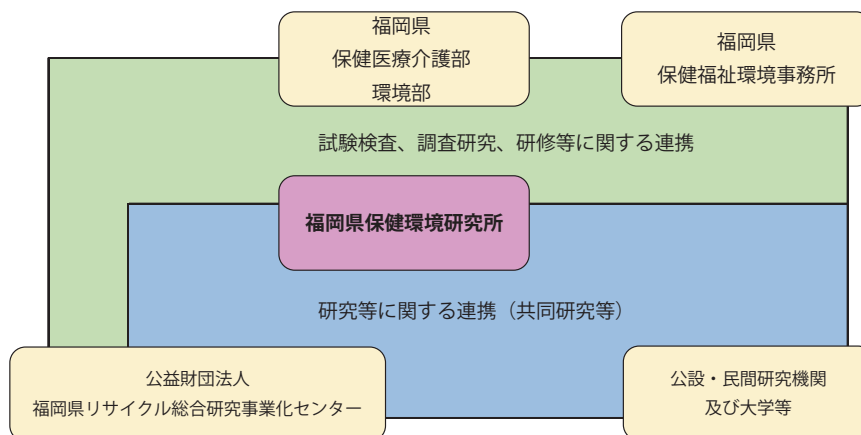 福岡県
保健医療介護部
環境部
福岡県
保健福祉環境事務所
試験検査、調査研究、研修等に関する連携
福岡県保健環境研究所
研究等に関する連携（共同研究等）
公益財団法人
福岡県リサイクル総合研究事業化センター
公設・民間研究機関
及び大学等